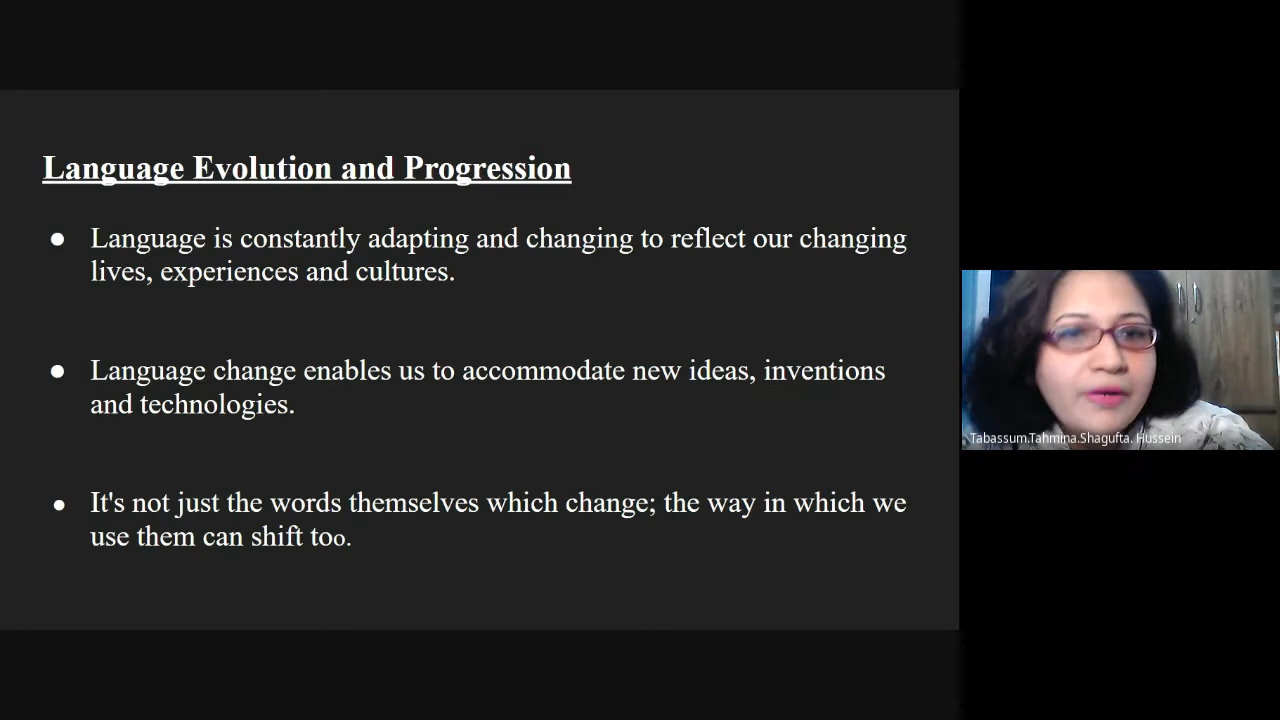 Language Evolution and Progression
● Language is constantly adapting and changing to reflect our changing
lives, experiences and cultures.
● Language change enables us to accommodate new ideas, inventions
and technologies.
● It's not just the words themselves which change; the way in which we
use them can shift too.
Tabassum.Tahmina.Shagufta. Hussein